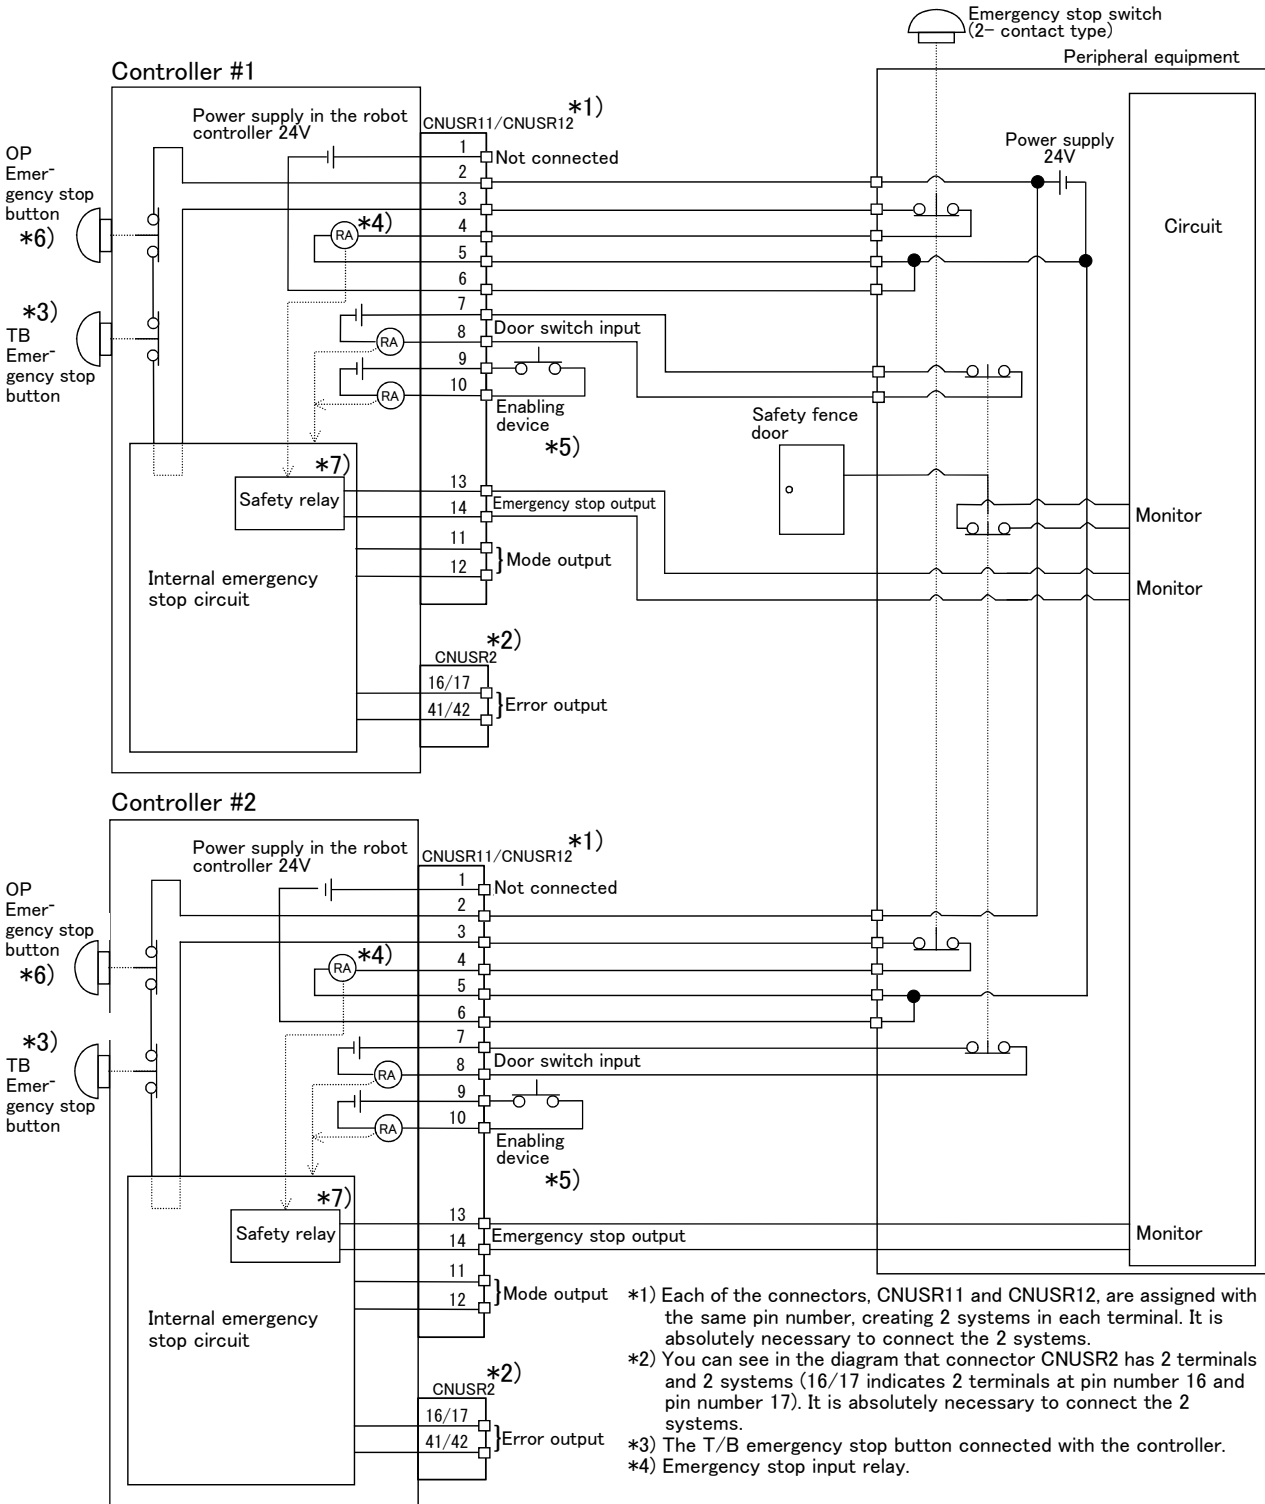 Emergency stop switch
(2- contact type)
Peripheral equipment
Controller #1
Power supply in the robot
controller 24V
*1)
CNUSR11/CNUSR12
OP
Emer-
gency stop
button
*6)
*3)
TB
Emer-
gency stop
button
1
Not connected
2
3
*4)
RA
4
5
6
7
Door switch input
8
RA
9
10
RA
Enabling
device
*5)
Power supply
24V
Circuit
Safety fence
door
*7)
Safety relay
13
Emergency stop output
14
11
Mode output
12
Internal emergency
stop circuit
Monitor
Monitor
*2)
CNUSR2
16/17
Error output
41/42
Controller #2
Power supply in the robot
controller 24V
*1)
CNUSR11/CNUSR12
OP
Emer-
gency stop
button
*6)
*3)
TB
Emer-
gency stop
button
1
Not connected
2
3
*4)
RA
4
5
6
7
Door switch input
8
RA
9
10
RA
Enabling
device
*5)
*7)
Safety relay
13
Emergency stop output
14
Monitor
11
Mode output
12
Internal emergency
stop circuit
*2)
CNUSR2
16/17
Error output
41/42
*1) Each of the connectors, CNUSR11 and CNUSR12, are assigned with
the same pin number, creating 2 systems in each terminal. It is
absolutely necessary to connect the 2 systems.
*2) You can see in the diagram that connector CNUSR2 has 2 terminals
and 2 systems (16/17 indicates 2 terminals at pin number 16 and
pin number 17). It is absolutely necessary to connect the 2
systems.
*3) The T/B emergency stop button connected with the controller.
*4) Emergency stop input relay.